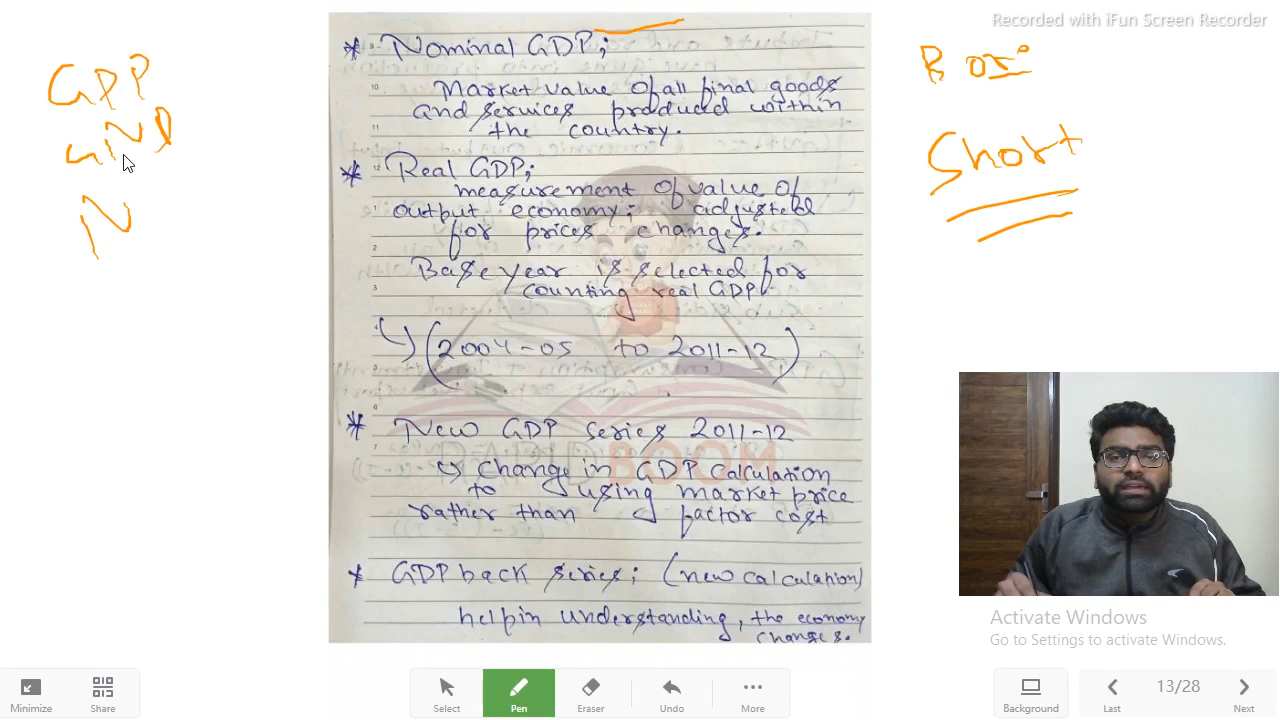 Recorded with iFun Screen Recorder
GDP
GNP
N
* Nominal GDP;
Market value of all final goods
and services produced within
the country.
* Real GDP;
measurement of value of
output economy; adjusted
for prices changes.
Base year is selected for
counting real GDP
(2004-05 to 2011-12)
* New GDP series 2011-12
↳ change in GDP calculation
to using market price
rather than factor cost
* GDP back series; (new calculation)
help in understanding, the economy
changes.
Short
BOOM
Activate Windows
Go to Settings to activate Windows.
Minimize
Share
Select
Pen
Eraser
Undo
More
Background
Last
13/28
Next